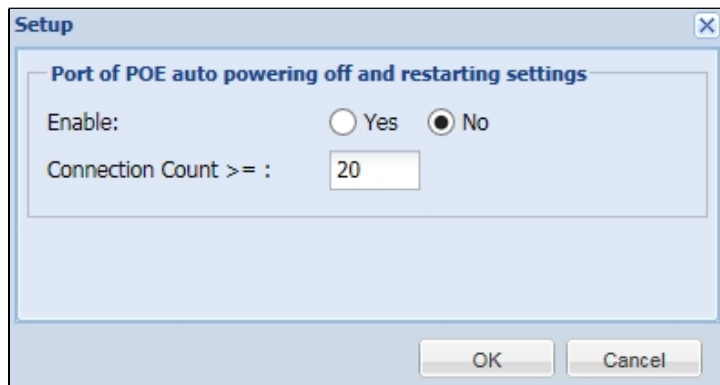 Setup
Port of POE auto powering off and restarting settings
Enable: Yes No
Connection Count >= : 20
OK Cancel